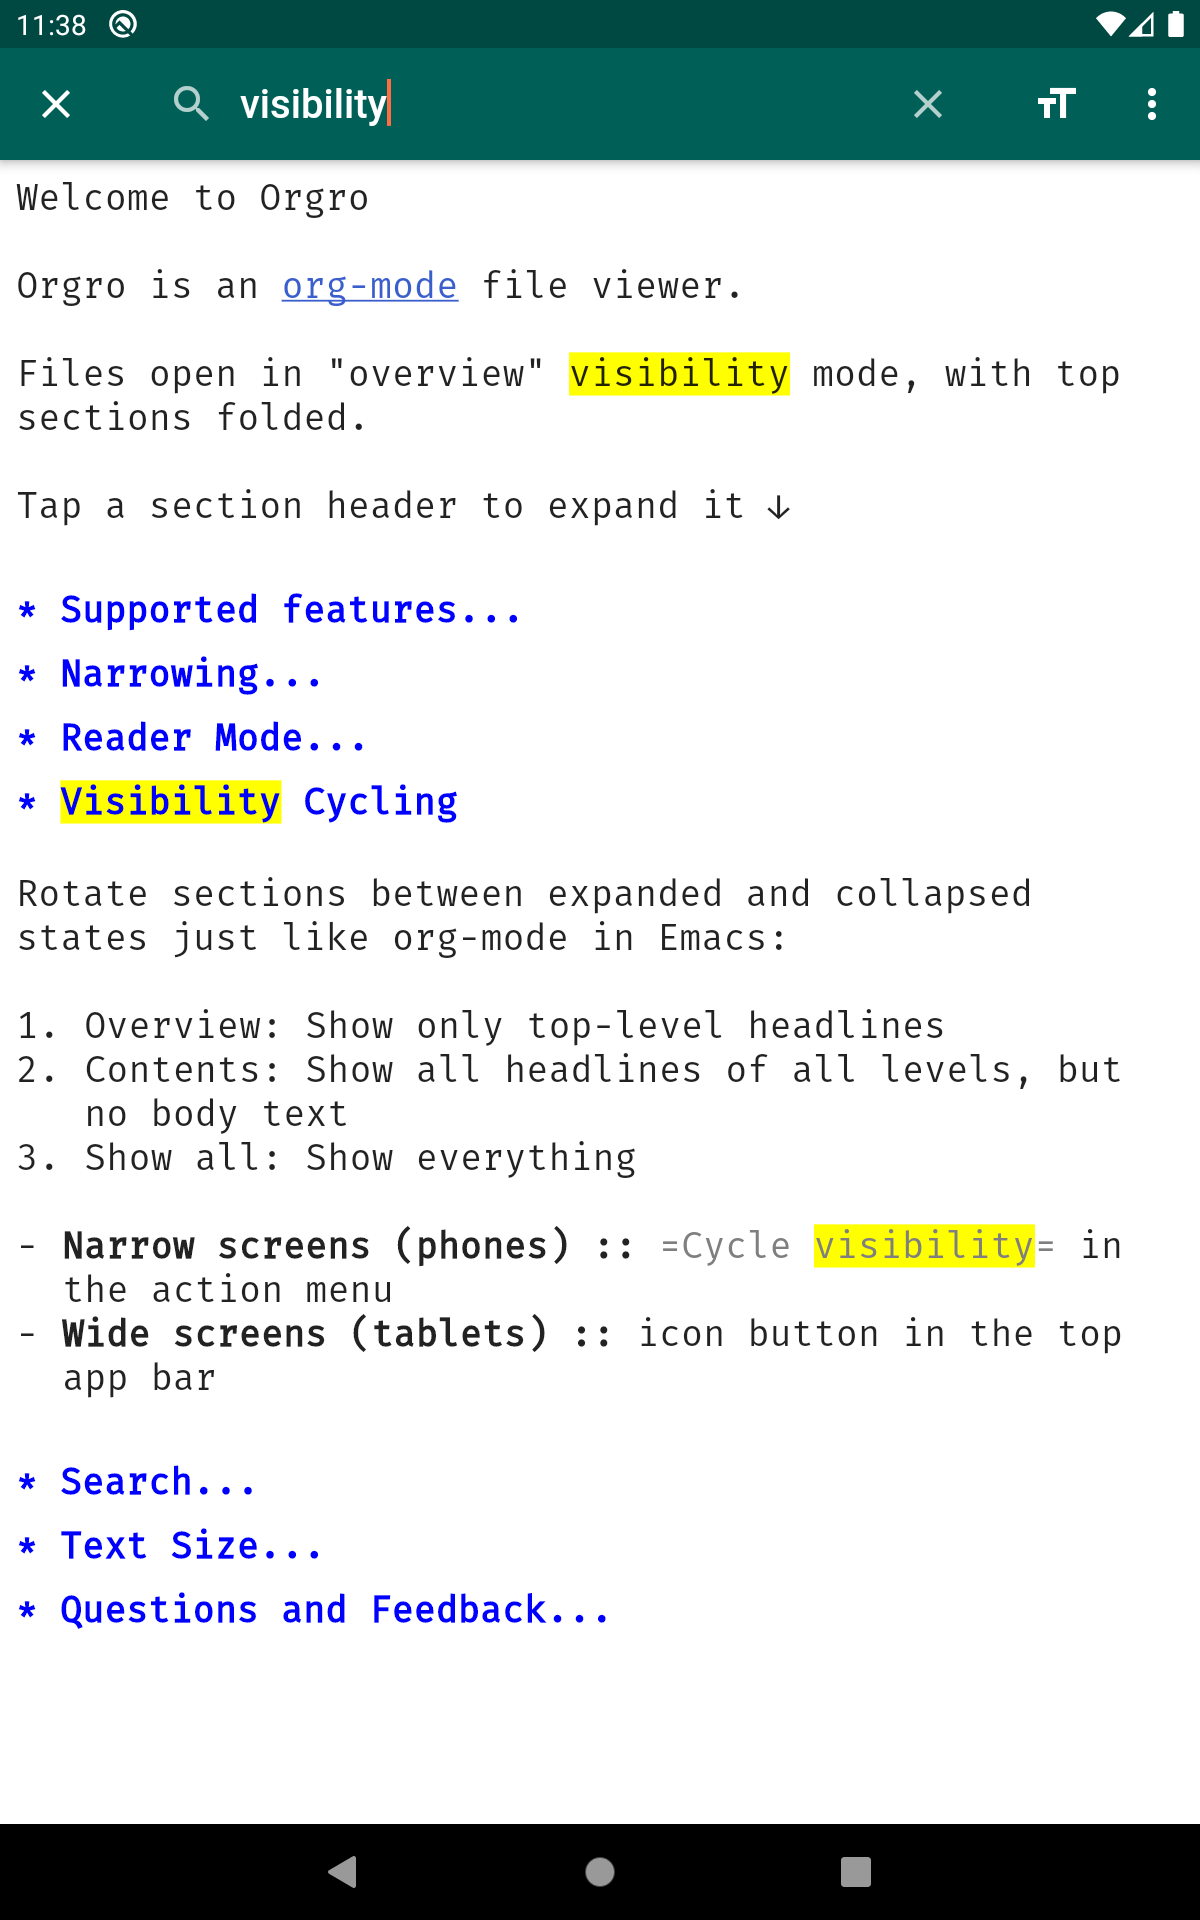 11:38
visibility
Welcome to Orgro
Orgro is an org-mode file viewer.
Files open in "overview" visibility mode, with top
sections folded.
Tap a section header to expand it ↓
* Supported features...
* Narrowing...
* Reader Mode...
* Visibility Cycling
Rotate sections between expanded and collapsed
states just like org-mode in Emacs:
1. Overview: Show only top-level headlines
2. Contents: Show all headlines of all levels, but
no body text
3. Show all: Show everything
- Narrow screens (phones) :: =Cycle visibility= in
the action menu
- Wide screens (tablets) :: icon button in the top
app bar
* Search...
* Text Size...
* Questions and Feedback...